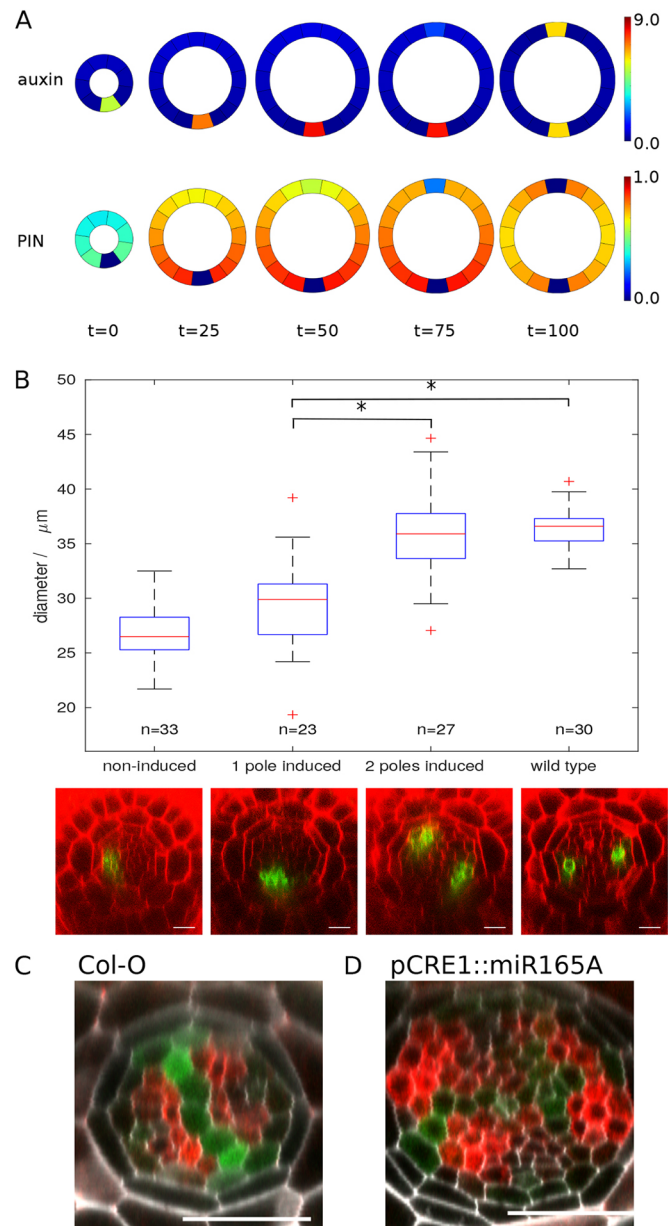 A
auxin
9.0
0.0
PIN
1.0
0.0
t=0 t=25 t=50 t=75 t=100
B
50
45
40
35
30
25
20
diameter / μm
*
*
n=33 n=23 n=27 n=30
non-induced 1 pole induced 2 poles induced wild type
C Col-O D pCRE1::miR165A